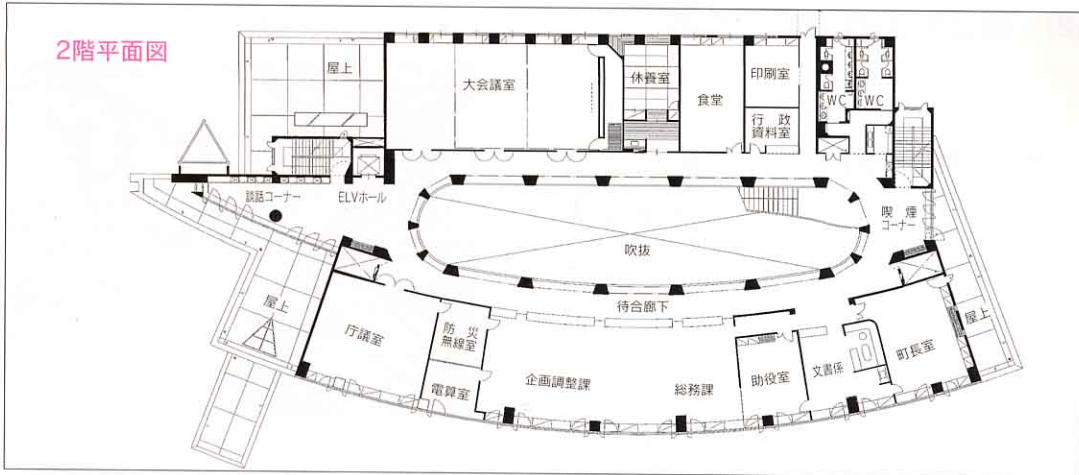 2階平面図
屋上
大会議室
休養室
食堂
印刷室
行政
資料室
WC
WC
談話コーナー
ELVホール
喫煙
コーナー
吹抜
屋上
待合廊下
庁議室
防災
無線室
電算室
企画調整課
総務課
助役室
文書係
町長室
屋上